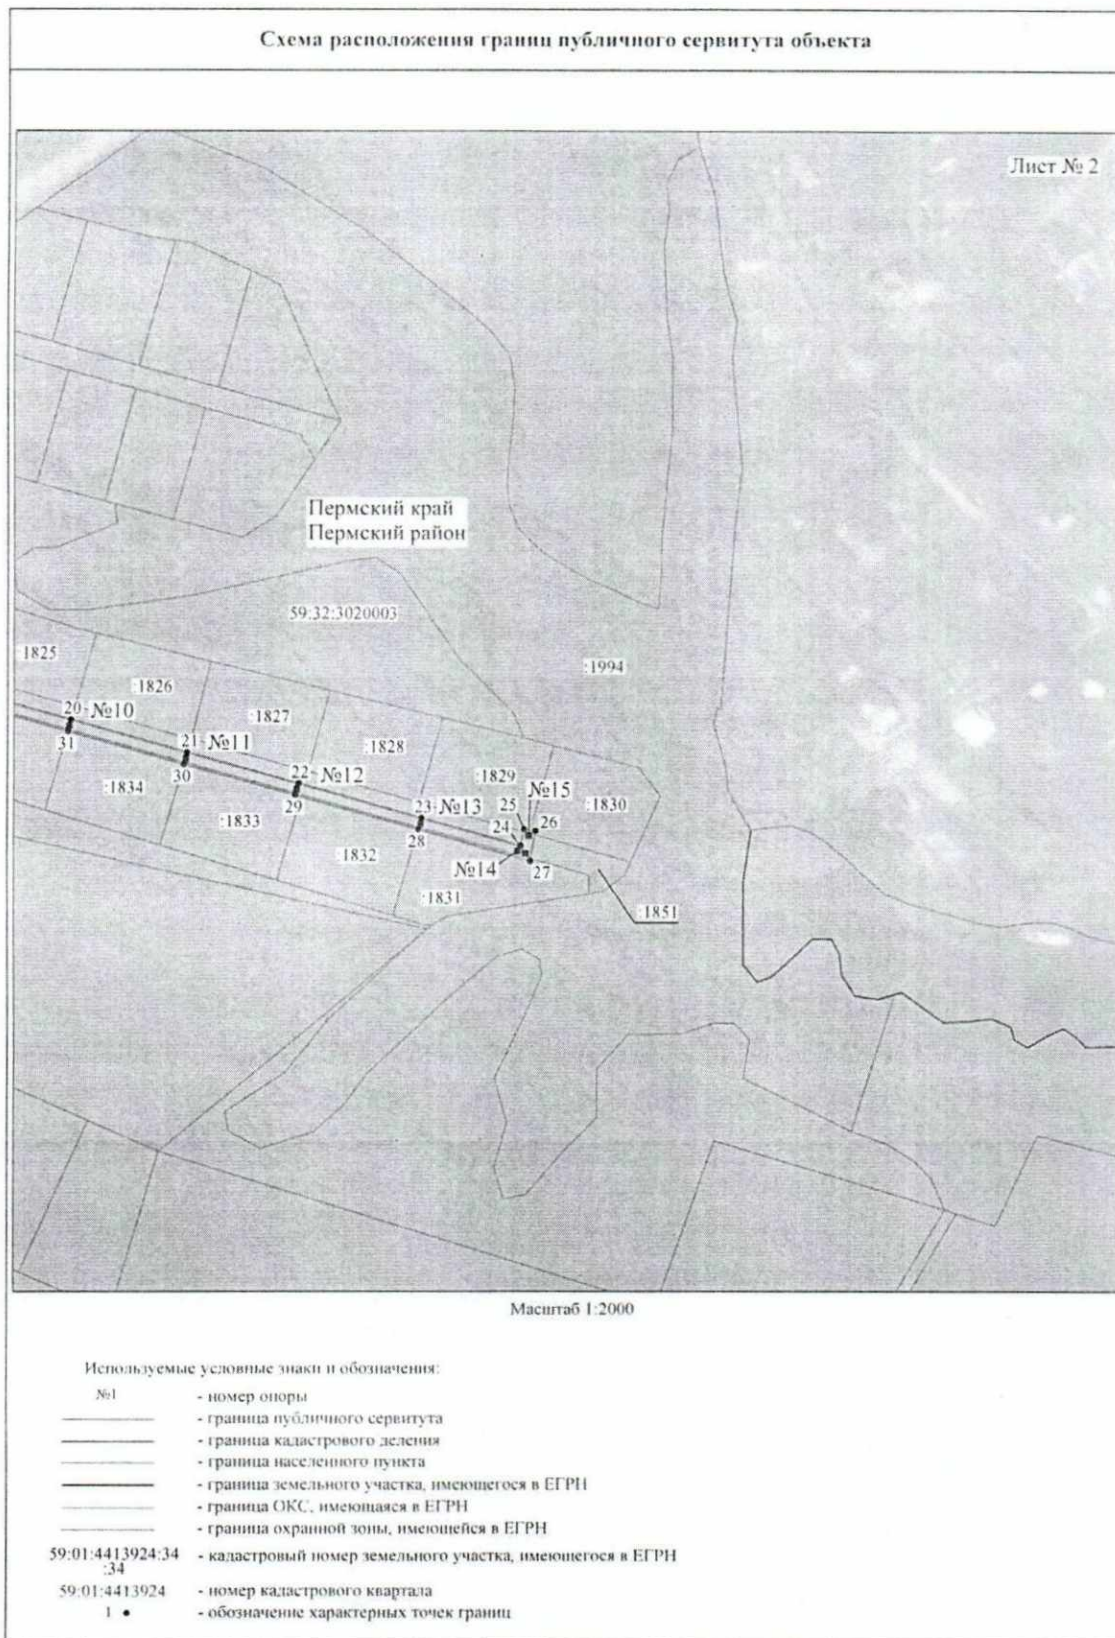 Схема расположения границ публичного сервитута объекта
Лист № 2
Пермский край
Пермский район
59:32:3020003
:1994
:1825
:1826
20 №10
:1827
31
21 №11
:1828
30
22 №12
:1829
№15
:1834
29
23 №13
25
26
:1830
:1833
28
24
:1832
№14
27
:1831
:1851
Масштаб 1:2000
Используемые условные знаки и обозначения:
№1 - номер опоры
- граница публичного сервитута
- граница кадастрового деления
- граница населенного пункта
- граница земельного участка, имеющегося в ЕГРН
- граница ОКС, имеющаяся в ЕГРН
- граница охранной зоны, имеющейся в ЕГРН
59:01:4413924:34 - кадастровый номер земельного участка, имеющегося в ЕГРН
:34
59:01:4413924 - номер кадастрового квартала
1 ● - обозначение характерных точек границ